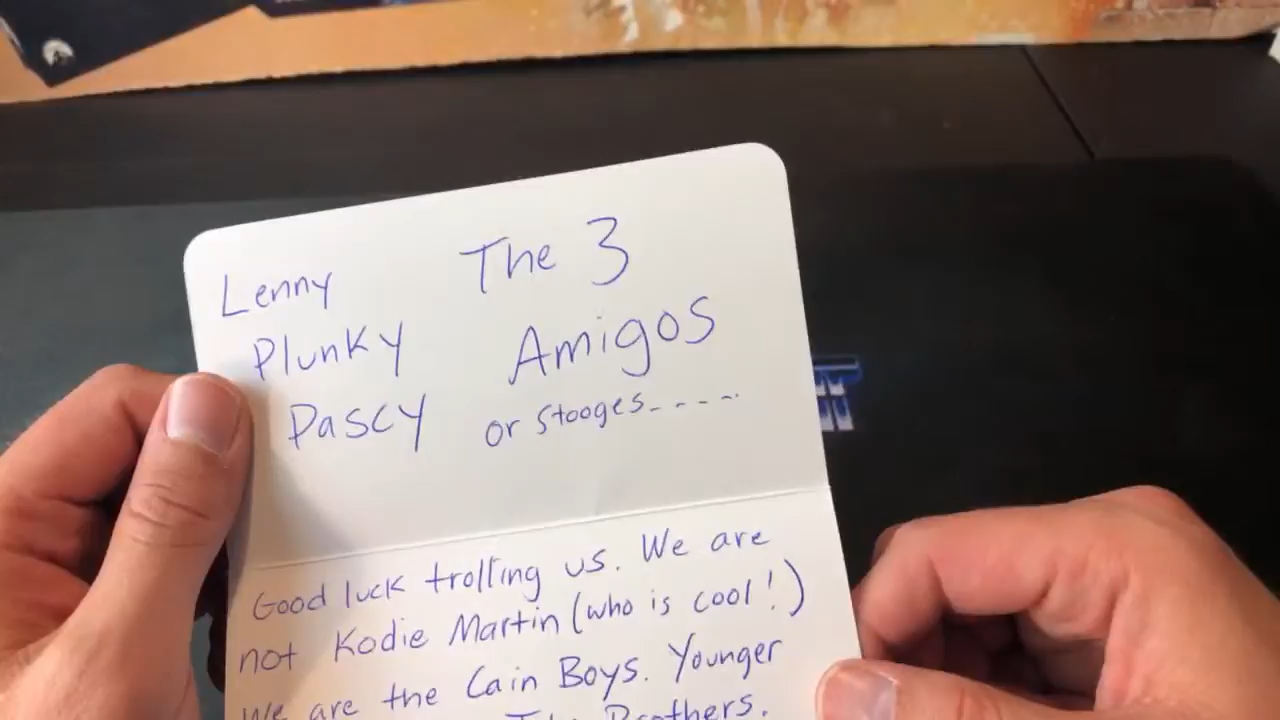 Lenny The 3
Plunky Amigos
Pascy or Stooges.....
Good luck trolling us. We are
not Kodie Martin (who is cool!)
We are the Cain Boys. Younger
Brothers.